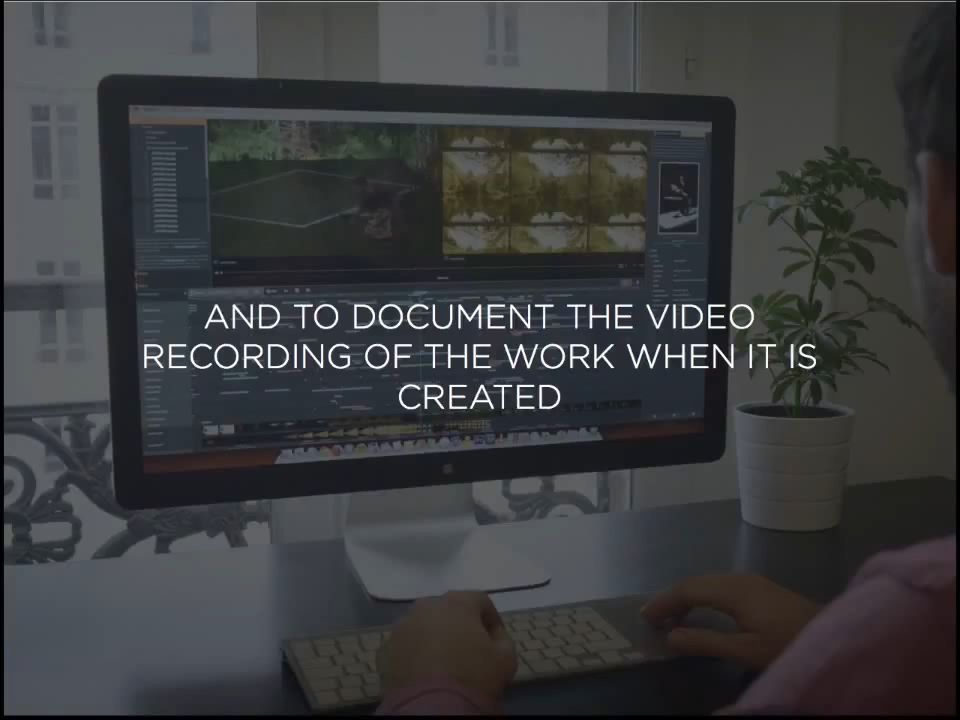 AND TO DOCUMENT THE VIDEO
RECORDING OF THE WORK WHEN IT IS
CREATED